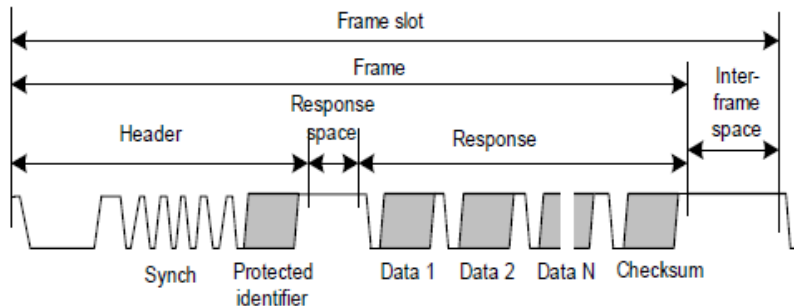 Frame slot
Frame
Inter-
frame
space
Response
space
Header
Response
Synch
Protected
identifier
Data 1
Data 2
Data N
Checksum